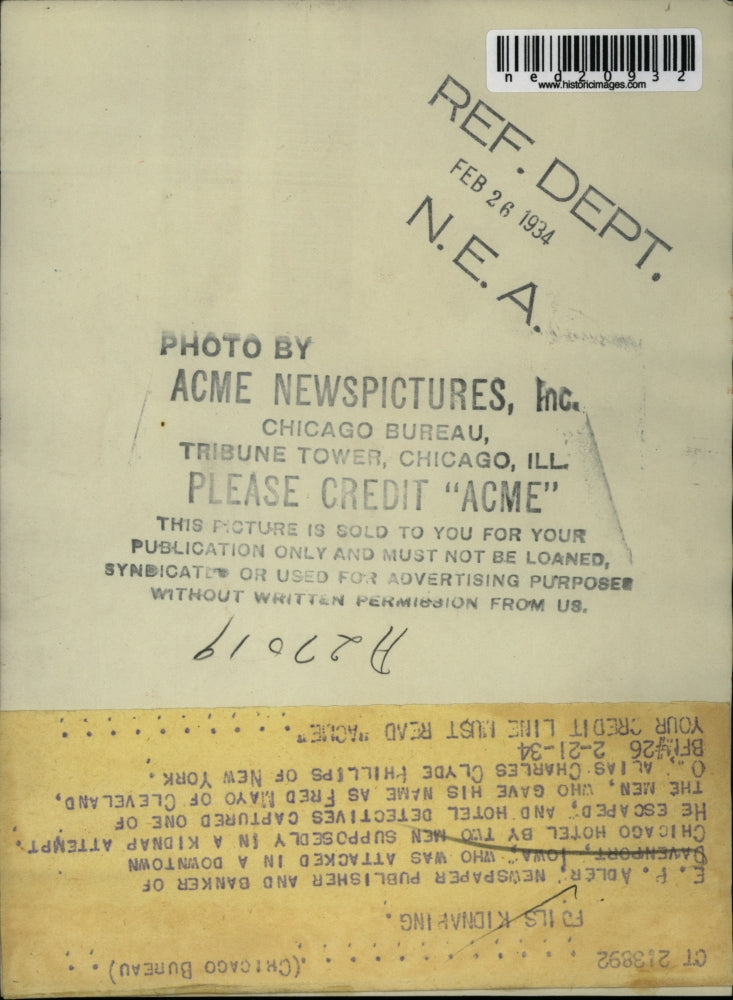 ned20932
www.historicimages.com
REF. DEPT.
FEB 26 1934
N. E. A.
PHOTO BY
ACME NEWSPICTURES, Inc.
CHICAGO BUREAU,
TRIBUNE TOWER, CHICAGO, ILL.
PLEASE CREDIT "ACME"
THIS PICTURE IS SOLD TO YOU FOR YOUR
PUBLICATION ONLY AND MUST NOT BE LOANED,
SYNDICATED OR USED FOR ADVERTISING PURPOSES
WITHOUT WRITTEN PERMISSION FROM US.
A27019
CT 213892 . . . . . . . . . . . . (CHICAGO BUREAU) . .
FOILS KIDNAPING.
E. P. ADLER, NEWSPAPER PUBLISHER AND BANKER OF
DAVENPORT, IOWA, WHO WAS ATTACKED IN A DOWNTOWN
CHICAGO HOTEL BY TWO MEN SUPPOSEDLY IN A KIDNAP ATTEMPT.
HE ESCAPED, AND HOTEL DETECTIVES CAPTURED ONE OF
THE MEN, WHO GAVE HIS NAME AS FRED MAYO OF CLEVELAND,
O., ALIAS CHARLES CLYDE PHILLIPS OF NEW YORK.
BFM#26 2-21-34
YOUR CREDIT LINE MUST READ "ACME" . . . . . . . . . .